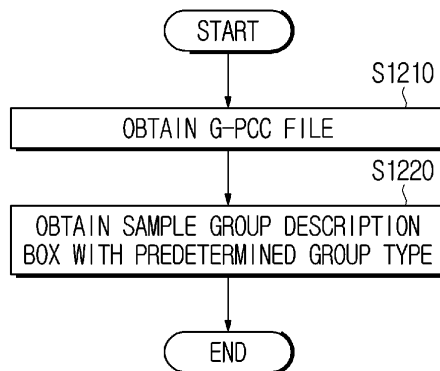 START
S1210
OBTAIN G-PCC FILE
S1220
OBTAIN SAMPLE GROUP DESCRIPTION
BOX WITH PREDETERMINED GROUP TYPE
END